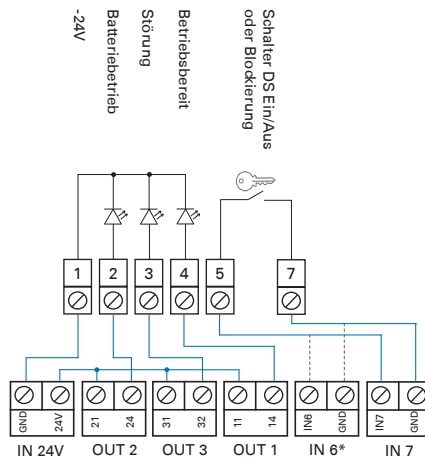 -24V
Batteriebetrieb
Störung
Betriebsbereit
Schalter DS Ein/Aus
oder Blockierung
1 2 3 4 5 7
GND 24V 21 24 31 32 11 14 IN6 GND IN7 GND
IN 24V OUT 2 OUT 3 OUT 1 IN 6* IN 7